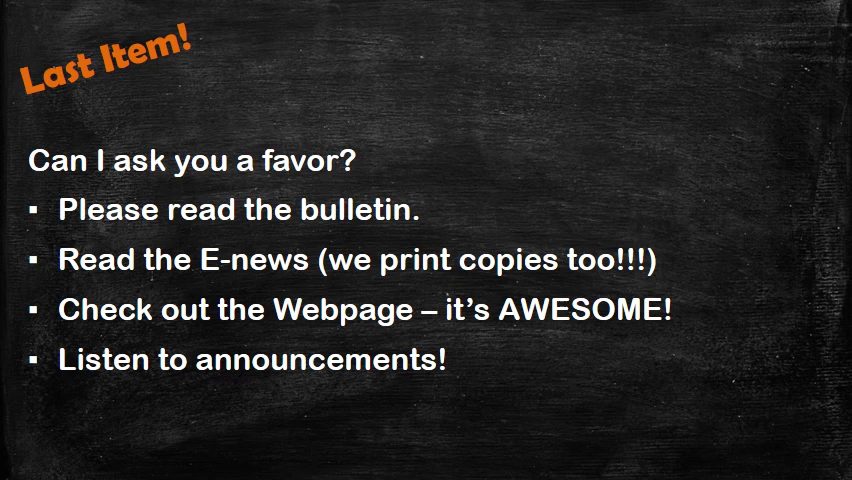 Last Item!
Can I ask you a favor?
▪ Please read the bulletin.
▪ Read the E-news (we print copies too!!!)
▪ Check out the Webpage – it’s AWESOME!
▪ Listen to announcements!